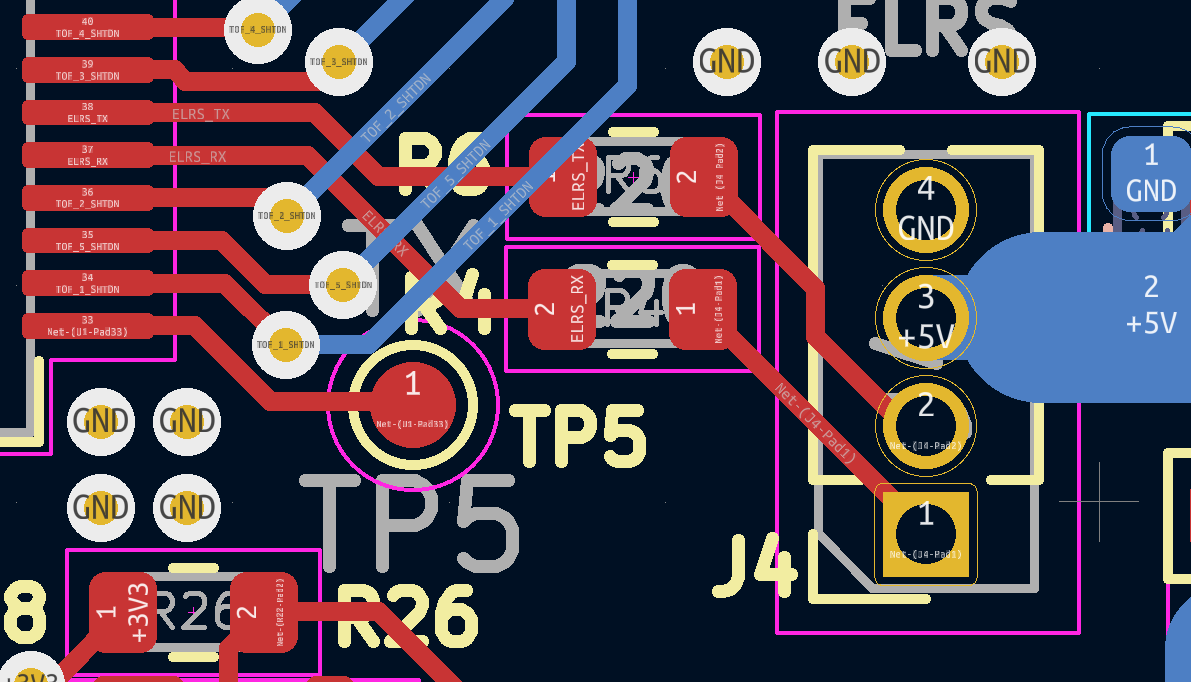 40
TOF_4_SHTDN
TOF_4_SHTDN
39
TOF_3_SHTDN
TOF_3_SHTDN
38
ELRS_TX
ELRS_TX
37
ELRS_RX
ELRS_RX
36
TOF_2_SHTDN
TOF_2_SHTDN
35
TOF_5_SHTDN
TOF_5_SHTDN
34
TOF_1_SHTDN
TOF_1_SHTDN
33
Net-(U1-Pad33)
TOF_2_SHTDN
TOF_5_SHTDN
TOF_1_SHTDN
ELRS
GND
GND
GND
1
ELRS_TX
2
Net-(J4-Pad2)
2
ELRS_RX
R4
1
Net-(J4-Pad1)
4
GND
3
+5V
2
Net-(J4-Pad2)
1
Net-(J4-Pad1)
Net-(J4-Pad1)
J4
1
GND
2
+5V
1
Net-(U1-Pad33)
TP5
TP5
GND
GND
GND
GND
1
+3V3
R26
2
Net-(R22-Pad2)
R26
8
+3V3